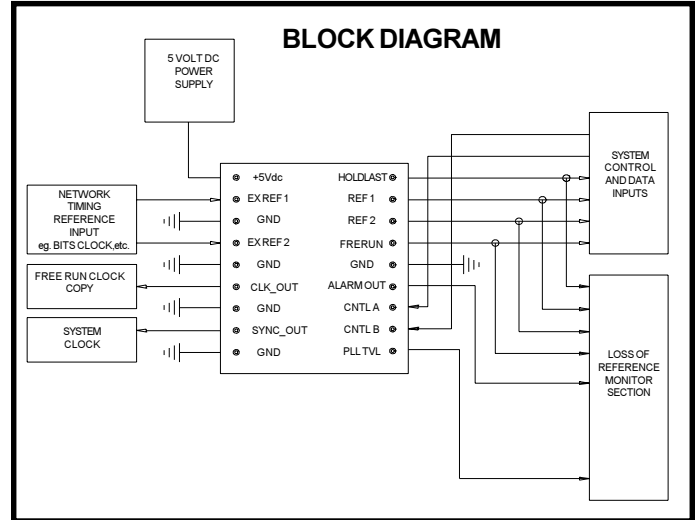 BLOCK DIAGRAM
5 VOLT DC
POWER
SUPPLY
NETWORK
TIMING
REFERENCE
INPUT
eg. BITS CLOCK,etc.
FREE RUN CLOCK
COPY
SYSTEM
CLOCK
+5Vdc
EX REF 1
GND
EX REF 2
GND
CLK_OUT
GND
SYNC_OUT
GND
HOLDLAST
REF 1
REF 2
FRERUN
GND
ALARM OUT
CNTL A
CNTL B
PLL TVL
SYSTEM
CONTROL
AND DATA
INPUTS
LOSS OF
REFERENCE
MONITOR
SECTION